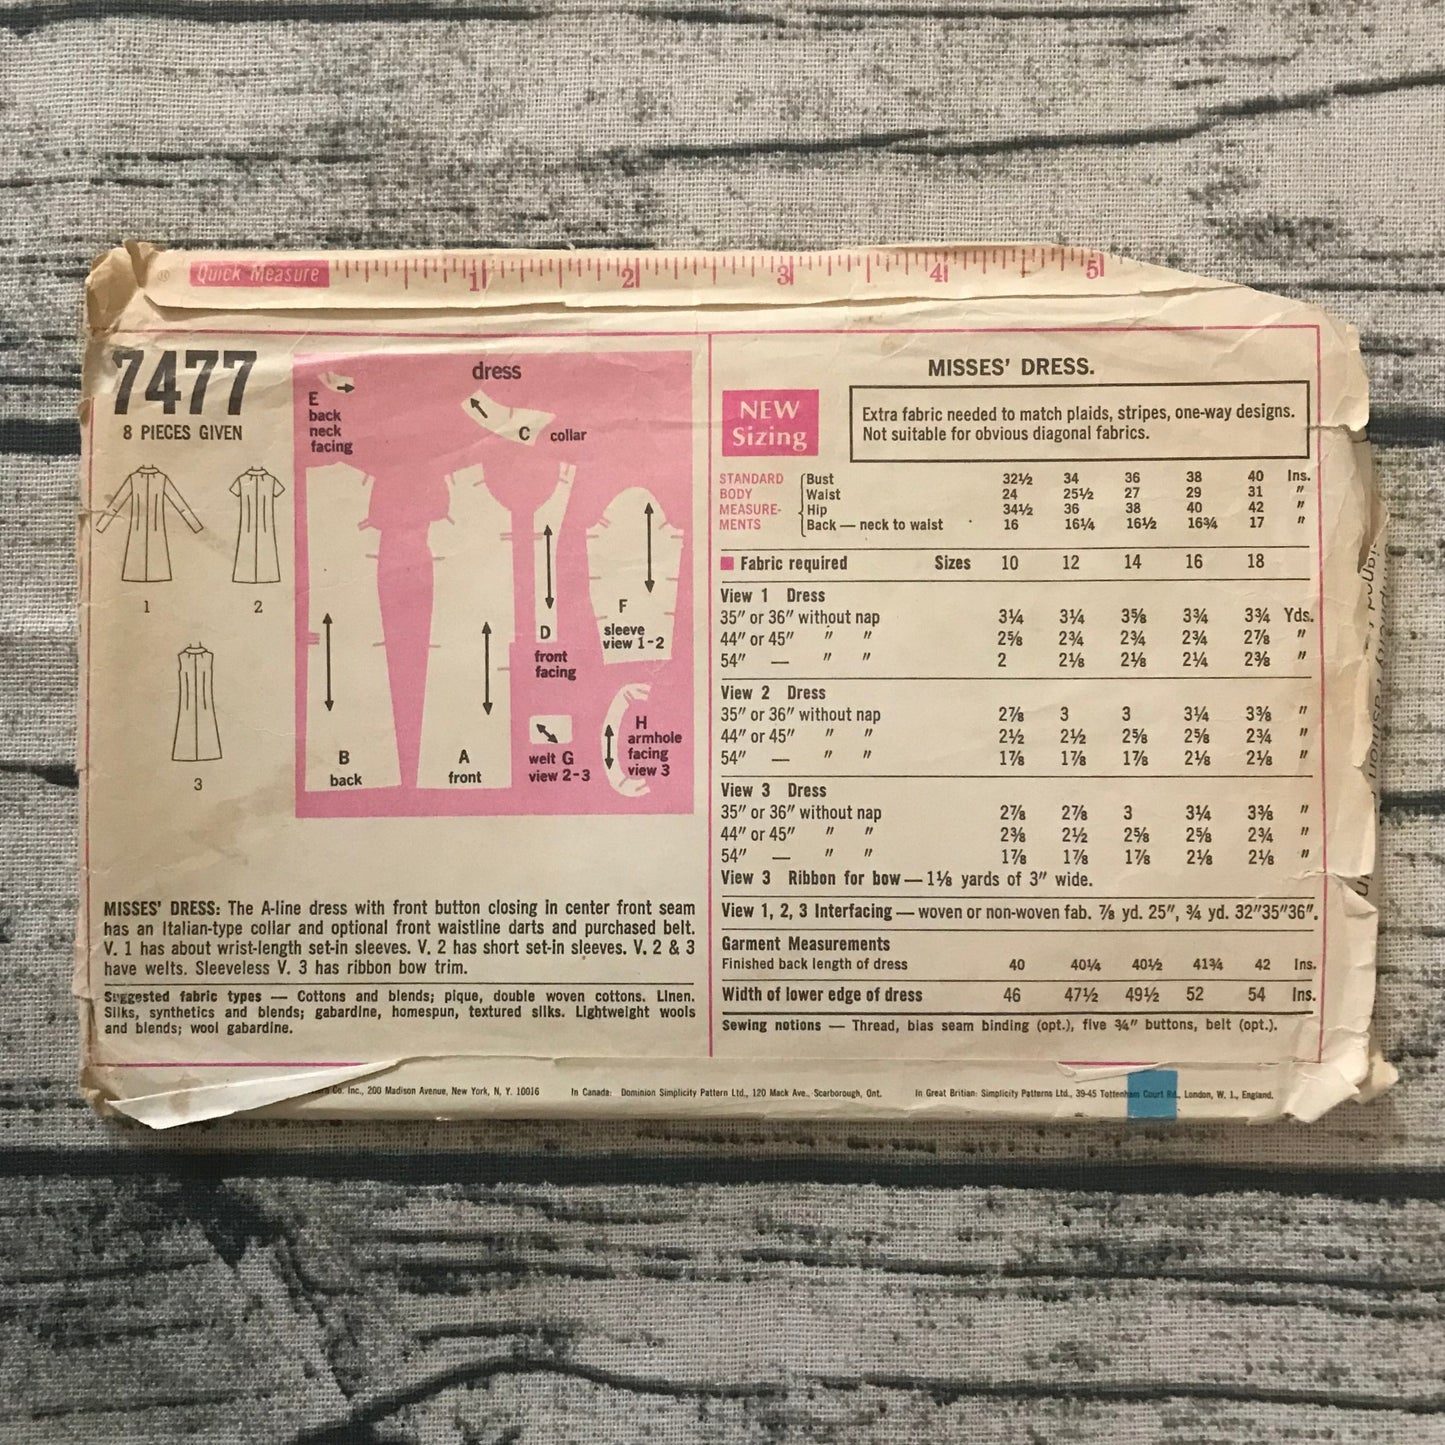 ® Quick Measure 1 2 3 4 5
7477
8 PIECES GIVEN
1
2
3
dress
E
back
neck
facing
C collar
D
front
facing
F
sleeve
view 1-2
B
back
A
front
welt G
view 2-3
H
armhole
facing
view 3
MISSES' DRESS: The A-line dress with front button closing in center front seam
has an Italian-type collar and optional front waistline darts and purchased belt.
V. 1 has about wrist-length set-in sleeves. V. 2 has short set-in sleeves. V. 2 & 3
have welts. Sleeveless V. 3 has ribbon bow trim.
Suggested fabric types — Cottons and blends; pique, double woven cottons. Linen.
Silks, synthetics and blends; gabardine, homespun, textured silks. Lightweight wools
and blends; wool gabardine.
MISSES' DRESS.
NEW
Sizing
Extra fabric needed to match plaids, stripes, one-way designs.
Not suitable for obvious diagonal fabrics.
STANDARD
BODY
MEASURE-
MENTS
Bust 32½ 34 36 38 40 Ins.
Waist 24 25½ 27 29 31 "
Hip 34½ 36 38 40 42 "
Back — neck to waist 16 16¼ 16½ 16¾ 17 "
Fabric required Sizes 10 12 14 16 18
View 1 Dress
35" or 36" without nap 3¼ 3¼ 3⅝ 3¾ 3¾ Yds.
44" or 45" " " 2⅝ 2¾ 2¾ 2¾ 2⅞ "
54" — " " 2 2⅛ 2⅛ 2¼ 2⅜ "
View 2 Dress
35" or 36" without nap 2⅞ 3 3 3¼ 3⅜ "
44" or 45" " " 2½ 2½ 2⅝ 2⅝ 2¾ "
54" — " " 1⅞ 1⅞ 1⅞ 2⅛ 2⅛ "
View 3 Dress
35" or 36" without nap 2⅞ 2⅞ 3 3¼ 3⅜ "
44" or 45" " " 2⅜ 2½ 2⅝ 2⅝ 2¾ "
54" — " " 1⅞ 1⅞ 1⅞ 2⅛ 2⅛ "
View 3 Ribbon for bow — 1⅛ yards of 3" wide.
View 1, 2, 3 Interfacing — woven or non-woven fab. ⅞ yd. 25", ¾ yd. 32"35"36".
Garment Measurements
Finished back length of dress 40 40¼ 40½ 41¾ 42 Ins.
Width of lower edge of dress 46 47½ 49½ 52 54 Ins.
Sewing notions — Thread, bias seam binding (opt.), five ¾" buttons, belt (opt.).
Co. Inc., 200 Madison Avenue, New York, N. Y. 10016 In Canada: Dominion Simplicity Pattern Ltd., 120 Mack Ave., Scarborough, Ont. In Great Britian: Simplicity Patterns Ltd., 39-45 Tottenham Court Rd., London, W. 1., England.